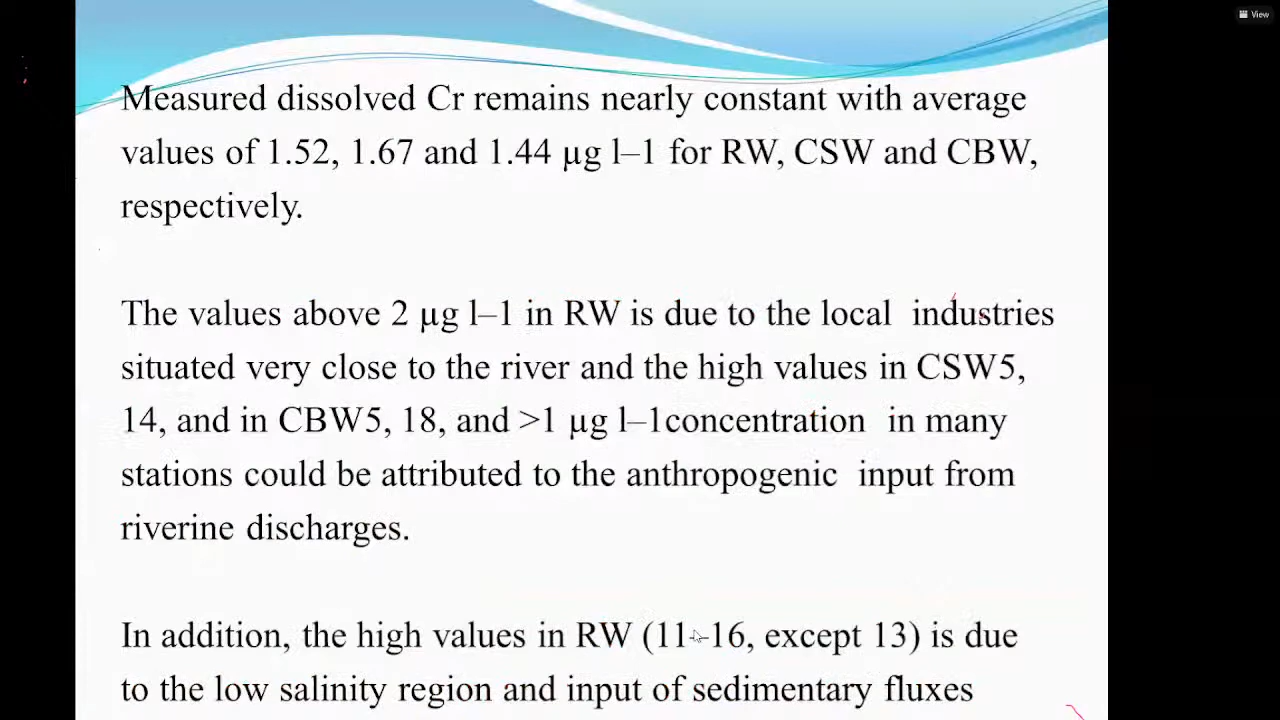 View
Measured dissolved Cr remains nearly constant with average
values of 1.52, 1.67 and 1.44 µg l–1 for RW, CSW and CBW,
respectively.
The values above 2 µg l–1 in RW is due to the local industries
situated very close to the river and the high values in CSW5,
14, and in CBW5, 18, and >1 µg l–1concentration in many
stations could be attributed to the anthropogenic input from
riverine discharges.
In addition, the high values in RW (11–16, except 13) is due
to the low salinity region and input of sedimentary fluxes